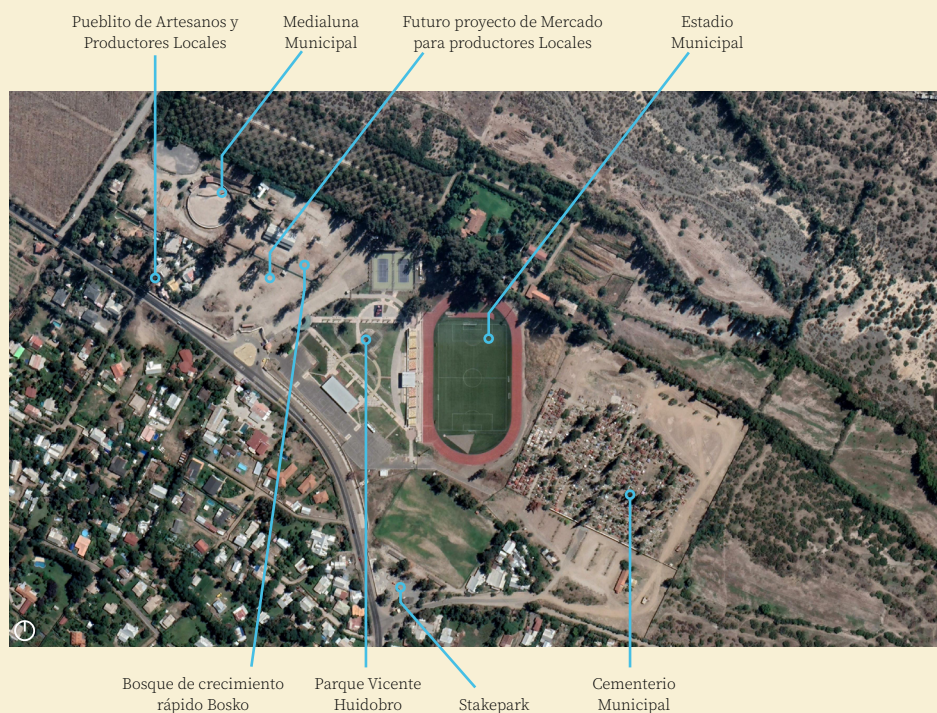 Pueblito de Artesanos y
Productores Locales
Medialuna
Municipal
Futuro proyecto de Mercado
para productores Locales
Estadio
Municipal
Bosque de crecimiento
rápido Bosko
Parque Vicente
Huidobro
Stakepark
Cementerio
Municipal